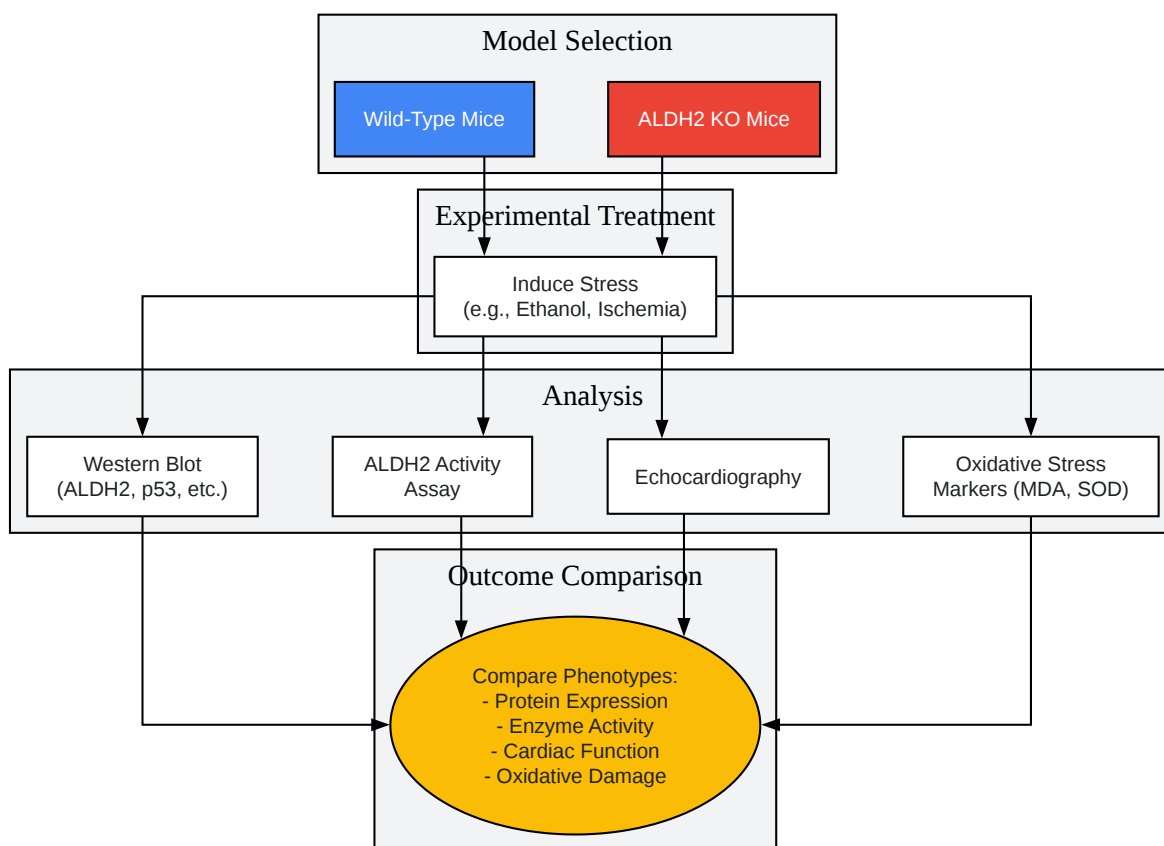 Model Selection
Wild-Type Mice
ALDH2 KO Mice
Experimental Treatment
Induce Stress
(e.g., Ethanol, Ischemia)
Analysis
Western Blot
(ALDH2, p53, etc.)
ALDH2 Activity
Assay
Echocardiography
Oxidative Stress
Markers (MDA, SOD)
Outcome Comparison
Compare Phenotypes:
- Protein Expression
- Enzyme Activity
- Cardiac Function
- Oxidative Damage